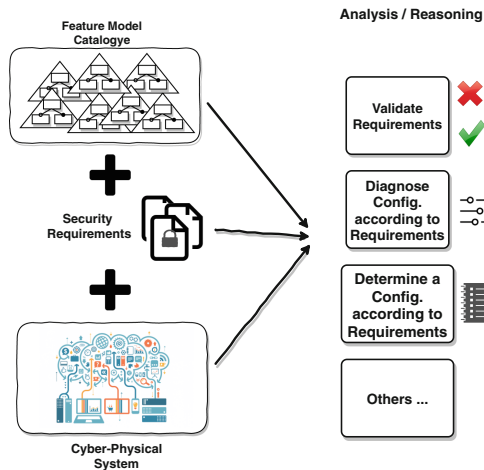 Feature Model
Catalogye
Security
Requirements
Cyber-Physical
System
Analysis / Reasoning
Validate
Requirements
Diagnose
Config.
according to
Requirements
Determine a
Config.
according to
Requirements
Others ...